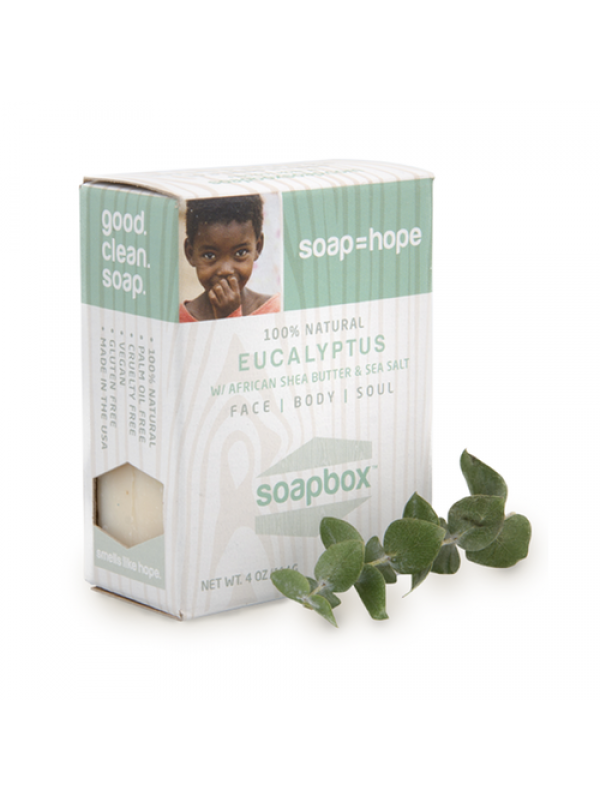 good.
clean.
soap.
• 100% NATURAL
• PALM OIL FREE
• CRUELTY FREE
• VEGAN
• GLUTEN FREE
• MADE IN THE USA
smells like hope.
soap=hope
100% NATURAL
EUCALYPTUS
W/ AFRICAN SHEA BUTTER & SEA SALT
FACE | BODY | SOUL
soapbox™
NET WT. 4 OZ